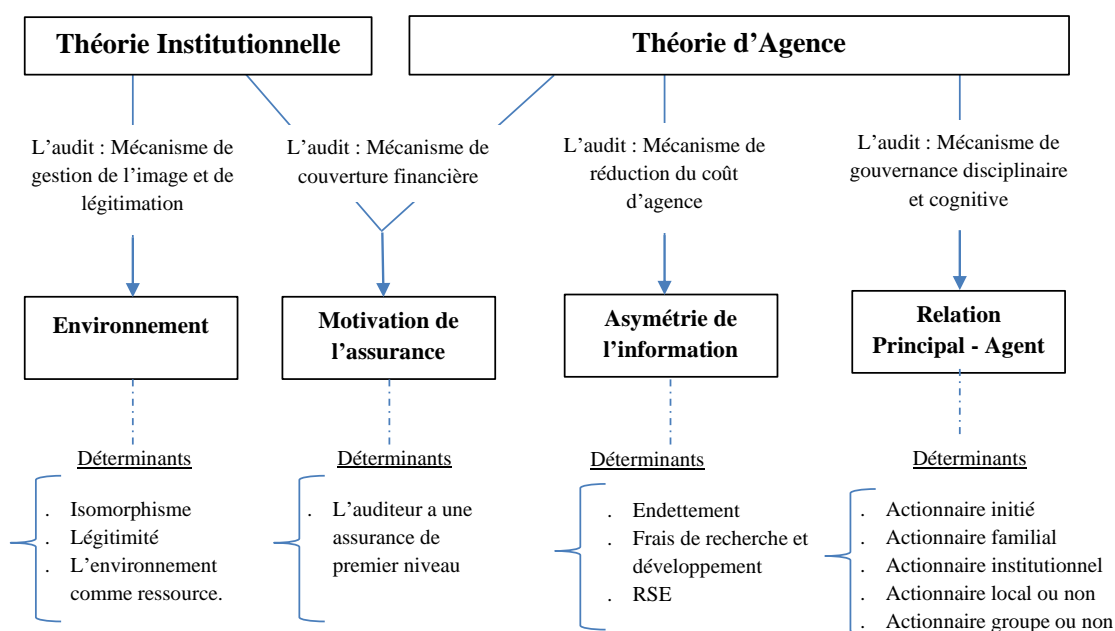 Théorie Institutionnelle
Théorie d’Agence
L’audit : Mécanisme de
gestion de l’image et de
légitimation
L’audit : Mécanisme de
couverture financière
L’audit : Mécanisme de
réduction du coût
d’agence
L’audit : Mécanisme de
gouvernance disciplinaire
et cognitive
Environnement
Motivation de
l’assurance
Asymétrie de
l’information
Relation
Principal - Agent
Déterminants
. Isomorphisme
. Légitimité
. L’environnement
comme ressource.
Déterminants
. L’auditeur a une
assurance de
premier niveau
Déterminants
. Endettement
. Frais de recherche et
développement
. RSE
Déterminants
. Actionnaire initié
. Actionnaire familial
. Actionnaire institutionnel
. Actionnaire local ou non
. Actionnaire groupe ou non